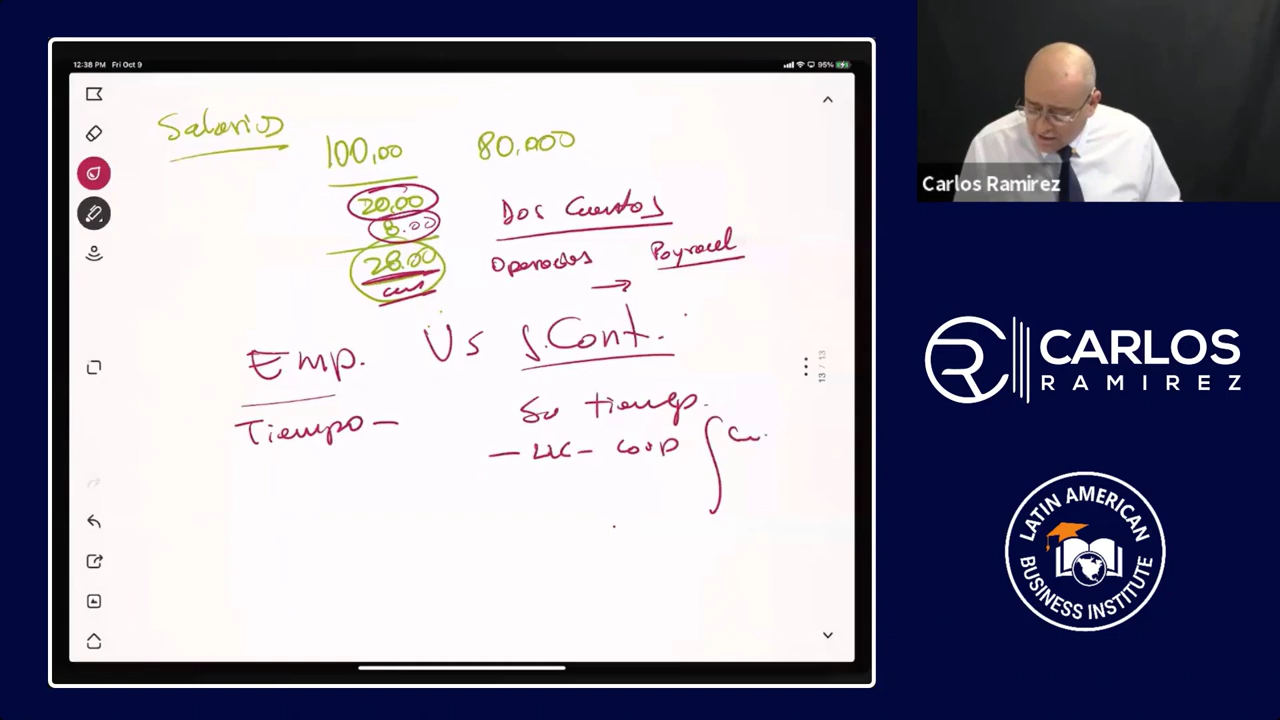 12:38 PM Fri Oct 9
95%
Salarios
100,00 80,000
20,00
8.00
28.00
Dos Cuentas
Payroll
Emp. Vs S.Cont.
Tiempo -
Su tiemp.
- LLC - Corp
13 / 13
Carlos Ramirez
CARLOS
RAMIREZ
LATIN AMERICAN
BUSINESS INSTITUTE